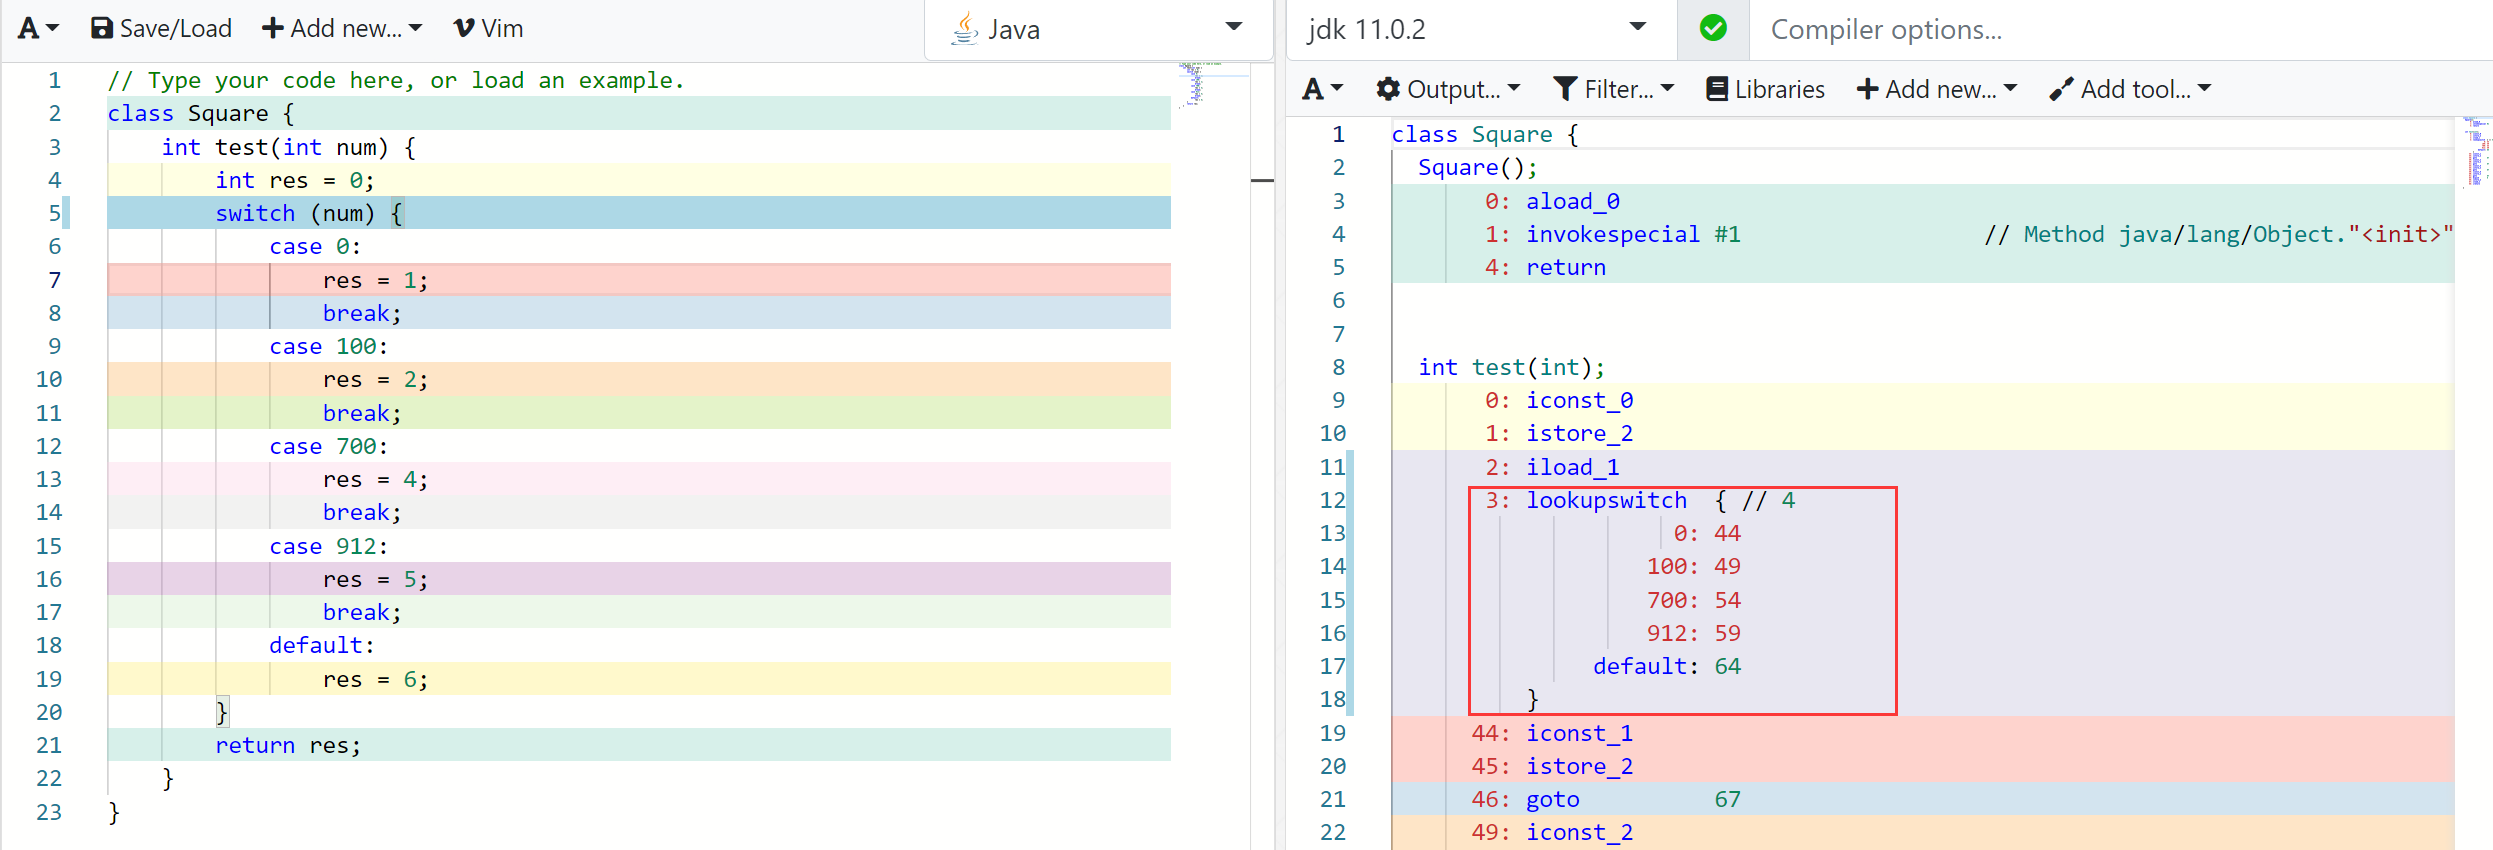 A Save/Load Add new... Vim Java
1 // Type your code here, or load an example.
2 class Square {
3 int test(int num) {
4 int res = 0;
5 switch (num) {
6 case 0:
7 res = 1;
8 break;
9 case 100:
10 res = 2;
11 break;
12 case 700:
13 res = 4;
14 break;
15 case 912:
16 res = 5;
17 break;
18 default:
19 res = 6;
20 }
21 return res;
22 }
23 }
jdk 11.0.2 Compiler options...
A Output... Filter... Libraries Add new... Add tool...
1 class Square {
2 Square();
3 0: aload_0
4 1: invokespecial #1 // Method java/lang/Object."<init>"
5 4: return
6
7
8 int test(int);
9 0: iconst_0
10 1: istore_2
11 2: iload_1
12 3: lookupswitch { // 4
13 0: 44
14 100: 49
15 700: 54
16 912: 59
17 default: 64
18 }
19 44: iconst_1
20 45: istore_2
21 46: goto 67
22 49: iconst_2